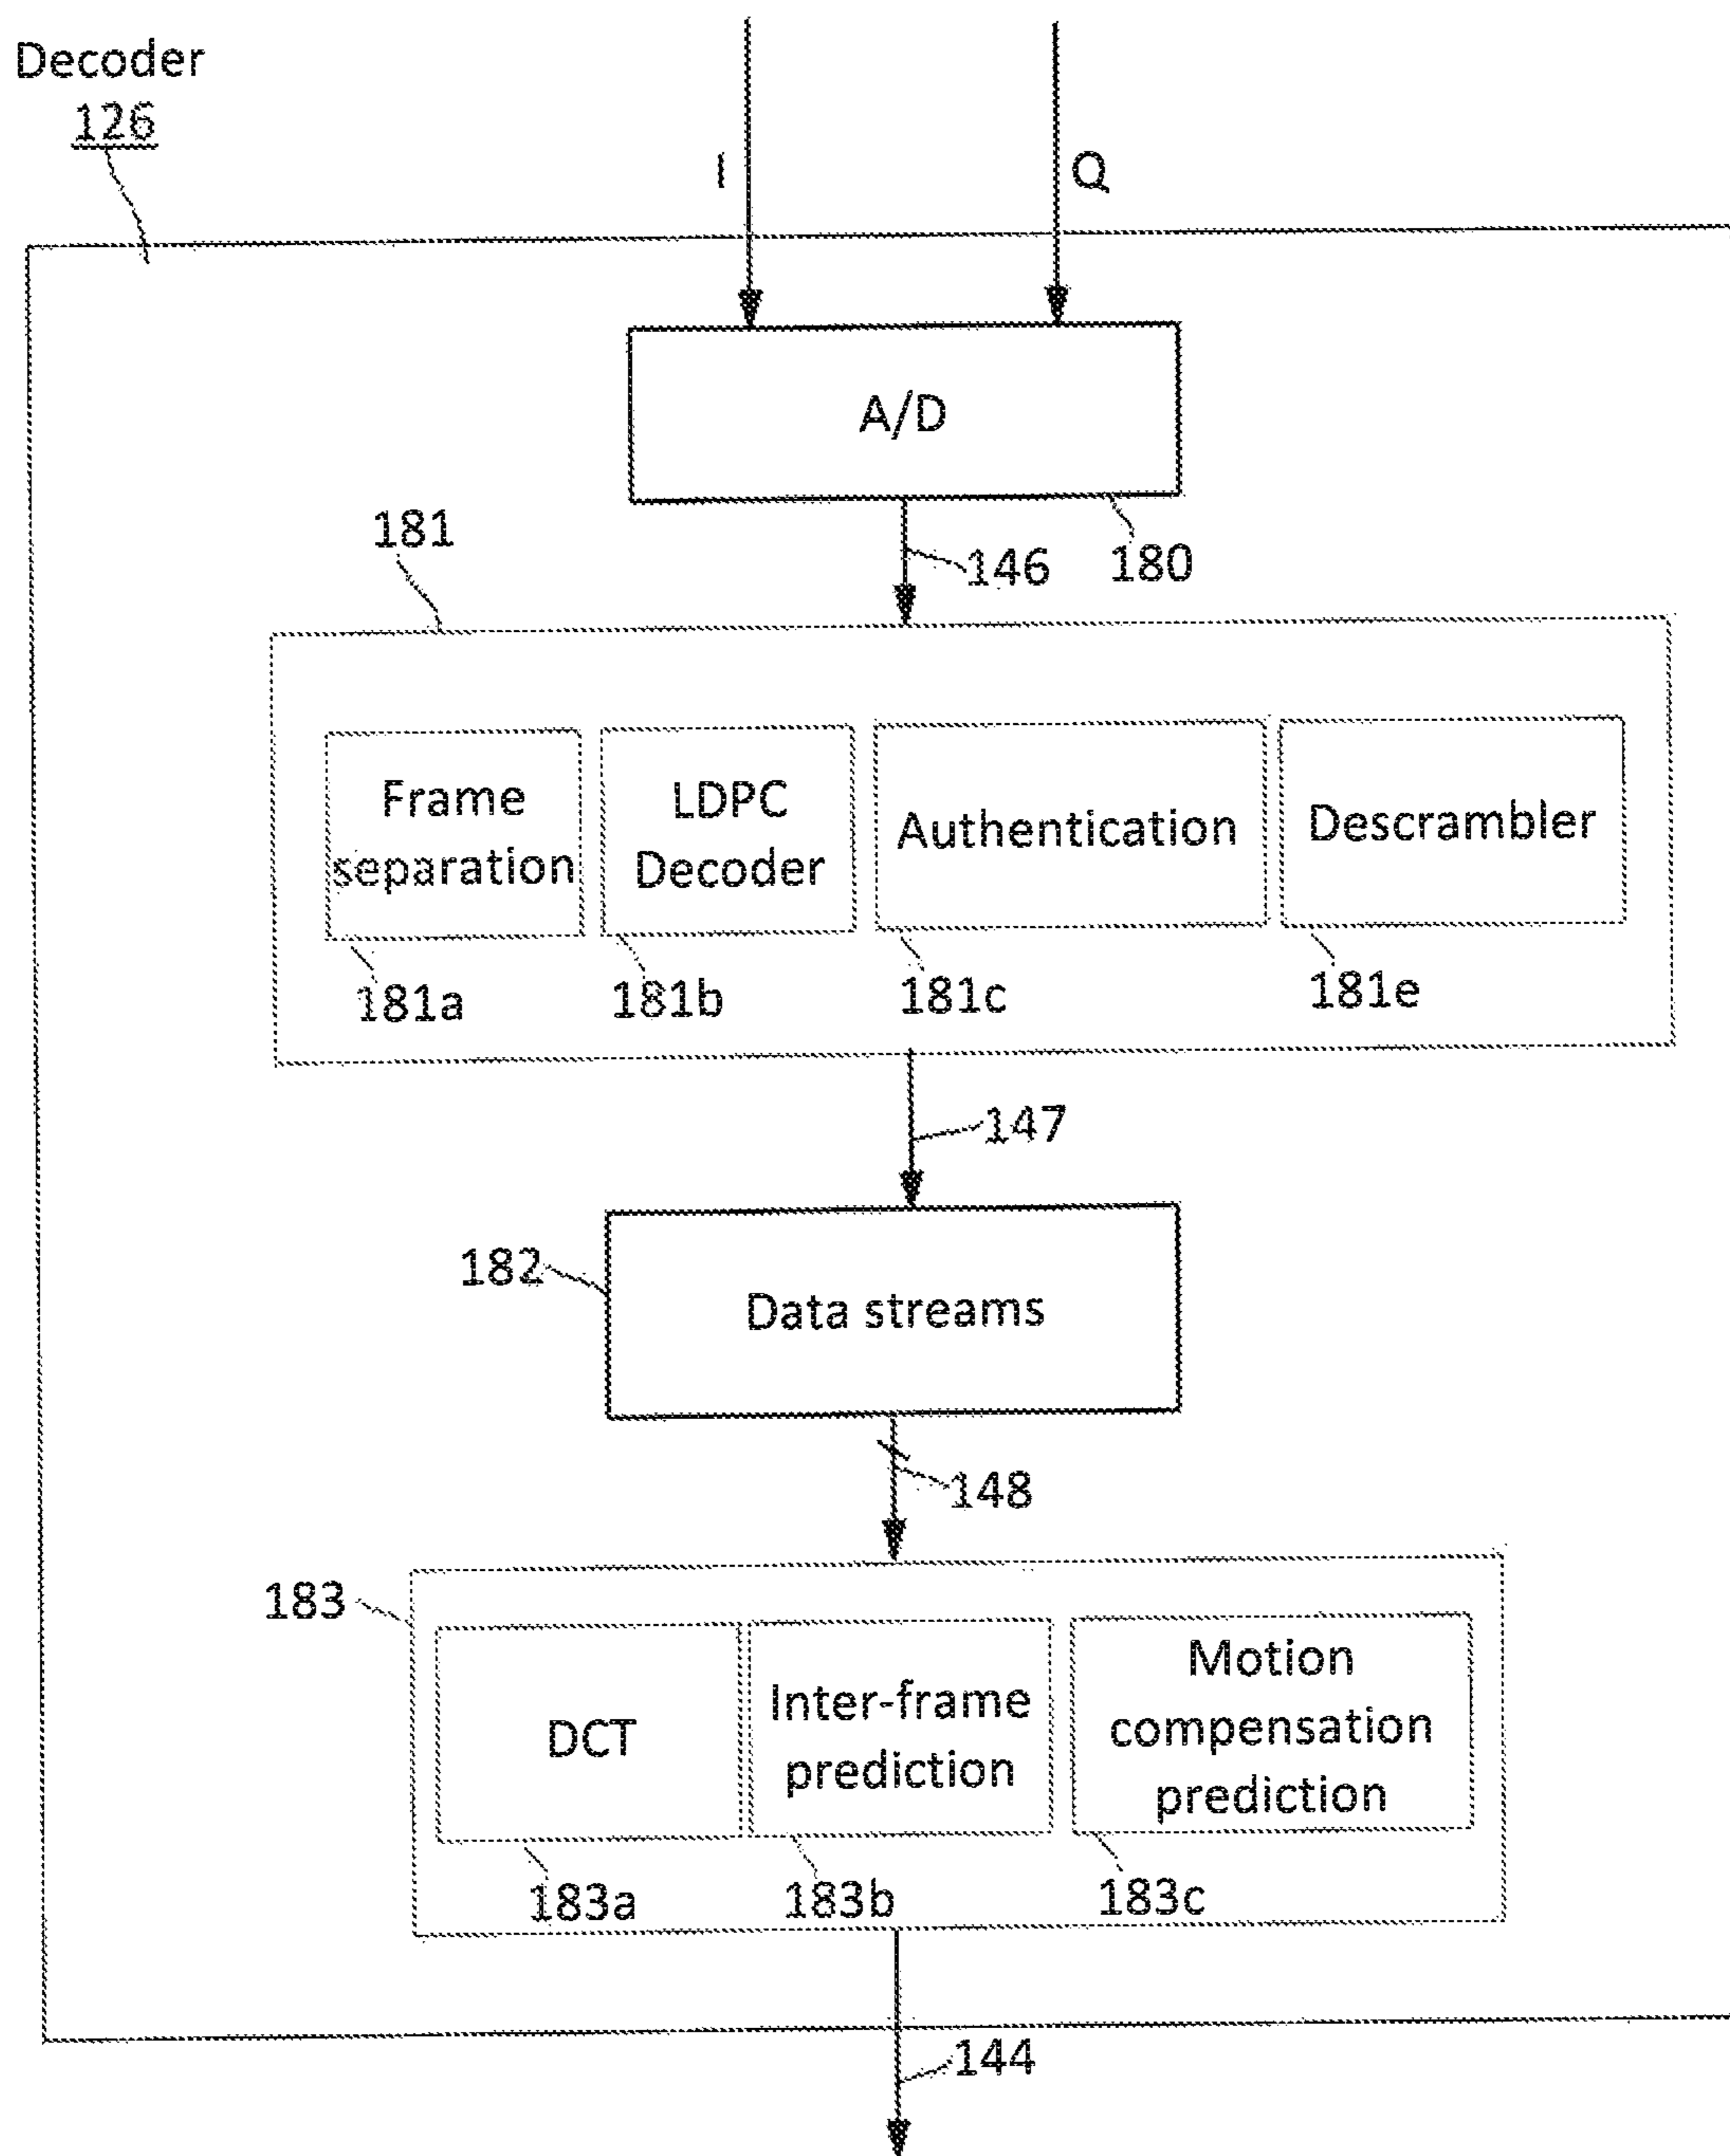 Decoder
126
I
Q
A/D
181
146
180
Frame
separation
LDPC
Decoder
Authentication
Descrambler
181a
181b
181c
181e
147
182
Data streams
148
183
DCT
Inter-frame
prediction
Motion
compensation
prediction
183a
183b
183c
144